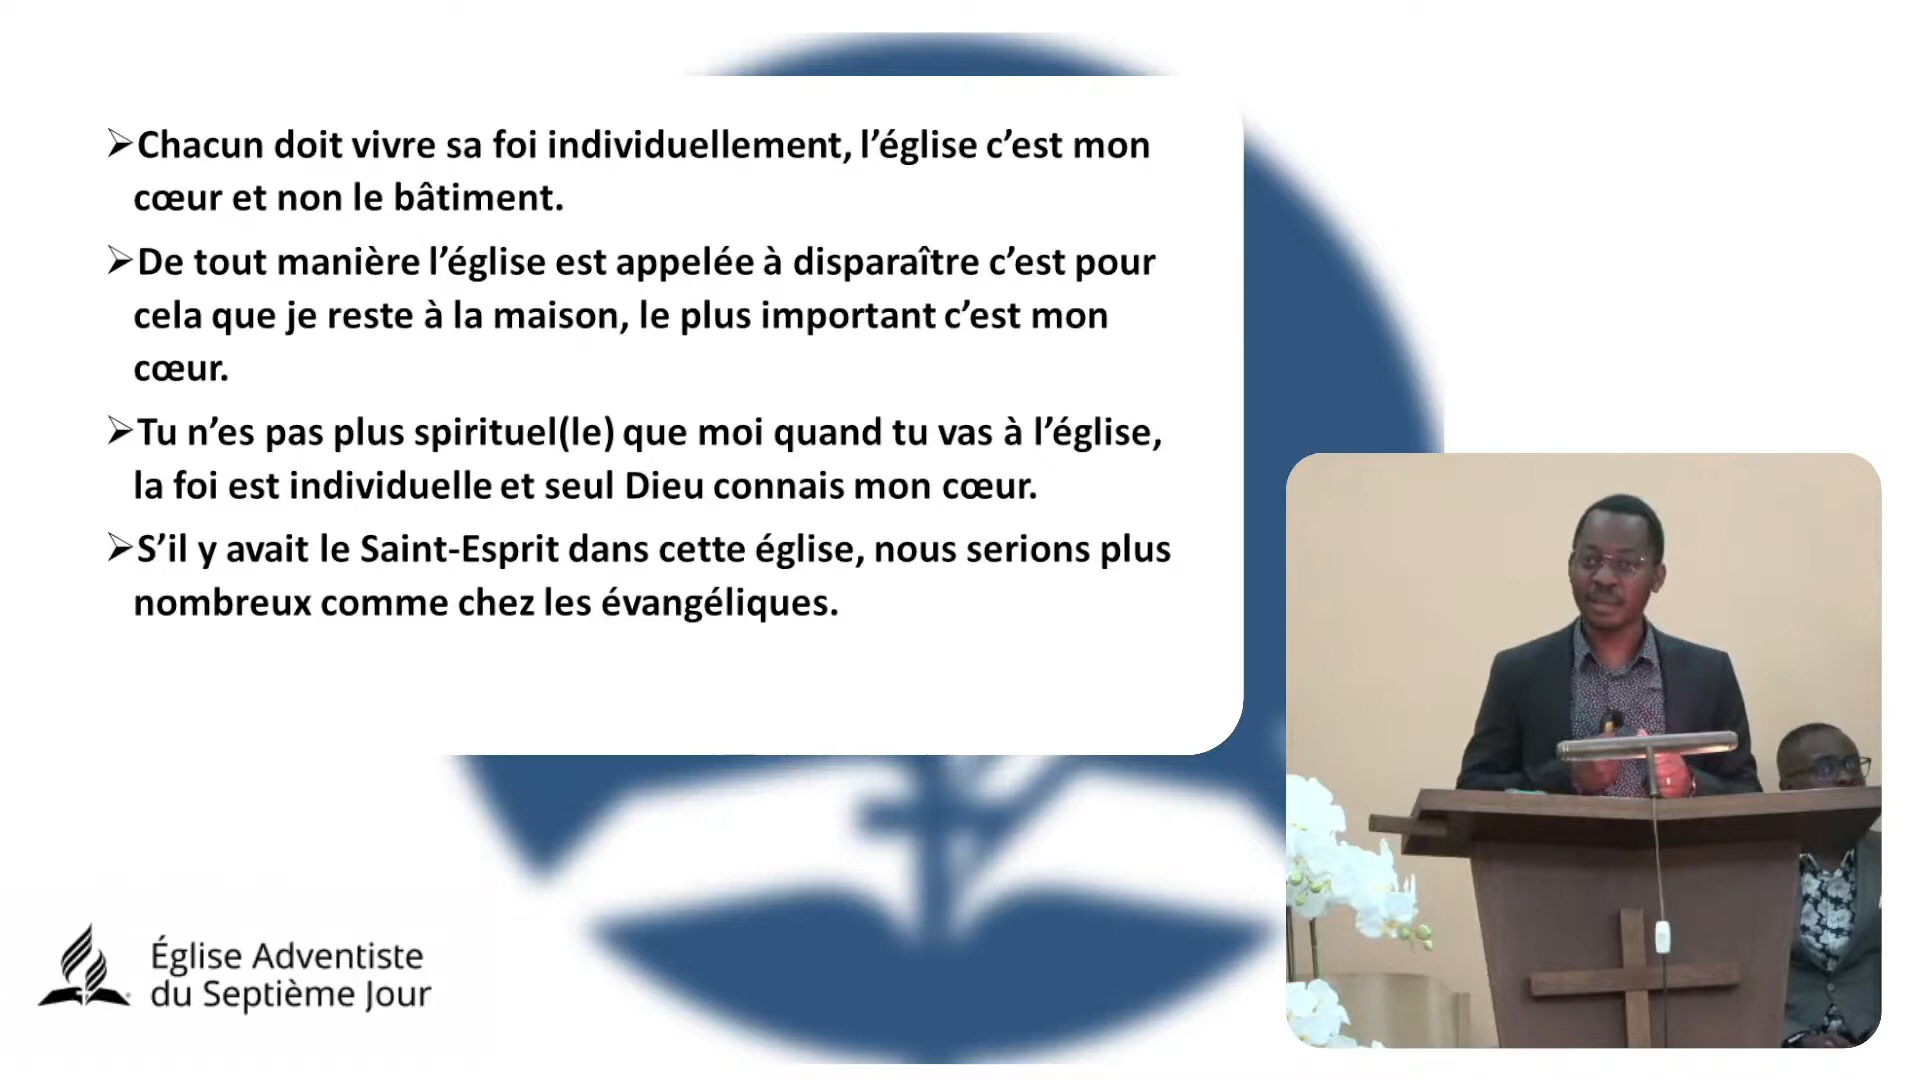 ➢Chacun doit vivre sa foi individuellement, l’église c’est mon
cœur et non le bâtiment.
➢De tout manière l’église est appelée à disparaître c’est pour
cela que je reste à la maison, le plus important c’est mon
cœur.
➢Tu n’es pas plus spirituel(le) que moi quand tu vas à l’église,
la foi est individuelle et seul Dieu connais mon cœur.
➢S’il y avait le Saint-Esprit dans cette église, nous serions plus
nombreux comme chez les évangéliques.
Église Adventiste
du Septième Jour